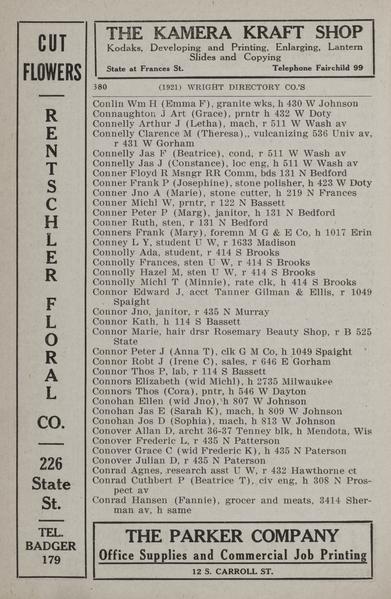 CUT
FLOWERS
RENTSCHLER FLORAL
CO.
226
State
St.
TEL.
BADGER
179
THE KAMERA KRAFT SHOP
Kodaks, Developing and Printing, Enlarging, Lantern
Slides and Copying
State at Frances St. Telephone Fairchild 99
380 (1921) WRIGHT DIRECTORY CO.'S
Conlin Wm H (Emma F), granite wks, h 430 W Johnson
Connaughton J Art (Grace), prntr h 432 W Doty
Connelly Arthur J (Letha), mach, r 511 W Wash av
Connelly Clarence M (Theresa),, vulcanizing 536 Univ av,
r 431 W Gorham
Connelly Jas F (Beatrice), cond, r 511 W Wash av
Connelly Jas J (Constance), loc eng, h 511 W Wash av
Conner Floyd R Msngr RR Comm, bds 131 N Bedford
Conner Frank P (Josephine), stone polisher, h 423 W Doty
Conner Jno A (Marie), stone cutter, h 219 N Frances
Conner Michl W, prntr, r 122 N Bassett
Conner Peter P (Marg), janitor, h 131 N Bedford
Conner Ruth, sten, r 131 N Bedford
Conners Frank (Mary), foremn M G & E Co, h 1017 Erin
Conney L Y, student U W, r 1633 Madison
Connolly Ada, student, r 414 S Brooks
Connolly Frances, sten U W, r 414 S Brooks
Connolly Hazel M, sten U W, r 414 S Brooks
Connolly Michl T (Minnie), rate clk, h 414 S Brooks
Connor Edward J, acct Tanner Gilman & Ellis, r 1049
Spaight
Connor Jno, janitor, r 435 N Murray
Connor Kath, h 114 S Bassett
Connor Marie, hair drsr Rosemary Beauty Shop, r B 525
State
Connor Peter J (Anna T), clk G M Co, h 1049 Spaight
Connor Robt J (Irene C), sales, r 646 E Gorham
Connor Thos P, lab, r 114 S Bassett
Connors Elizabeth (wid Michl), h 2735 Milwaukee
Connors Thos (Cora), pntr, h 546 W Dayton
Conohan Ellen (wid Jno), h 807 W Johnson
Conohan Jas E (Sarah K), mach, h 809 W Johnson
Conohan Jos D (Sophia), mach, h 813 W Johnson
Conover Allan D, archt 36-37 Tenney blk, h Mendota, Wis
Conover Frederic L, r 435 N Patterson
Conover Grace C (wid Frederic K), h 435 N Paterson
Conover Julian D, r 435 N Paterson
Conrad Agnes, research asst U W, r 432 Hawthorne ct
Conrad Cuthbert P (Beatrice T), civ eng, h 308 N Pros-
pect av
Conrad Hansen (Fannie), grocer and meats, 3414 Sher-
man av, h same
THE PARKER COMPANY
Office Supplies and Commercial Job Printing
12 S. CARROLL ST.